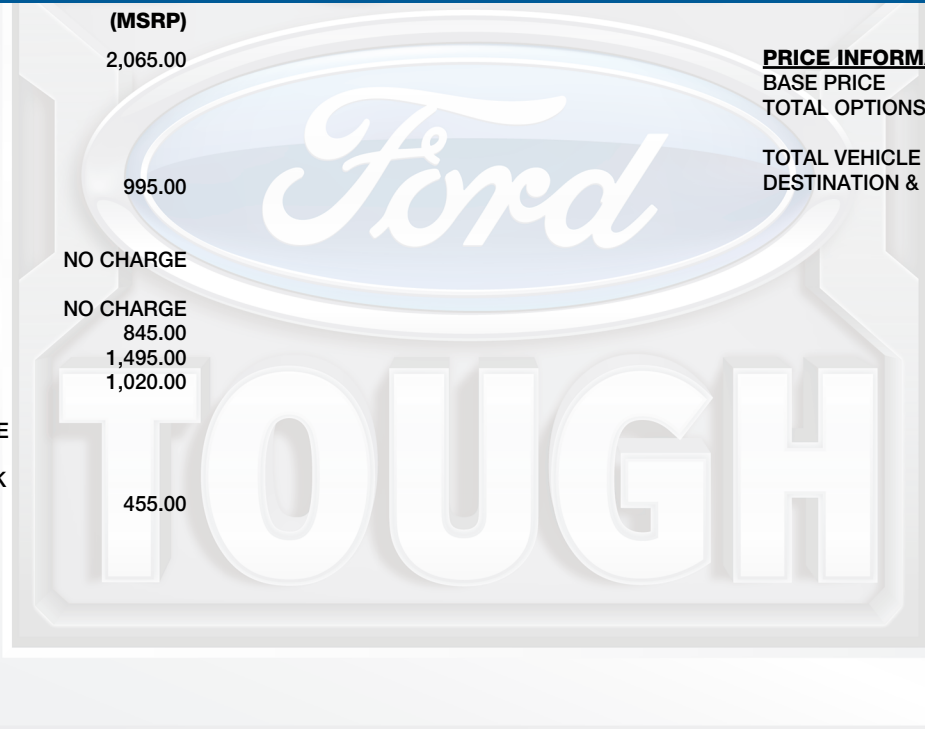 (MSRP)
2,065.00
995.00
NO CHARGE
NO CHARGE
845.00
1,495.00
1,020.00
E
K
455.00
PRICE INFORMA
BASE PRICE
TOTAL OPTIONS
TOTAL VEHICLE
DESTINATION &
Ford
TOUGH